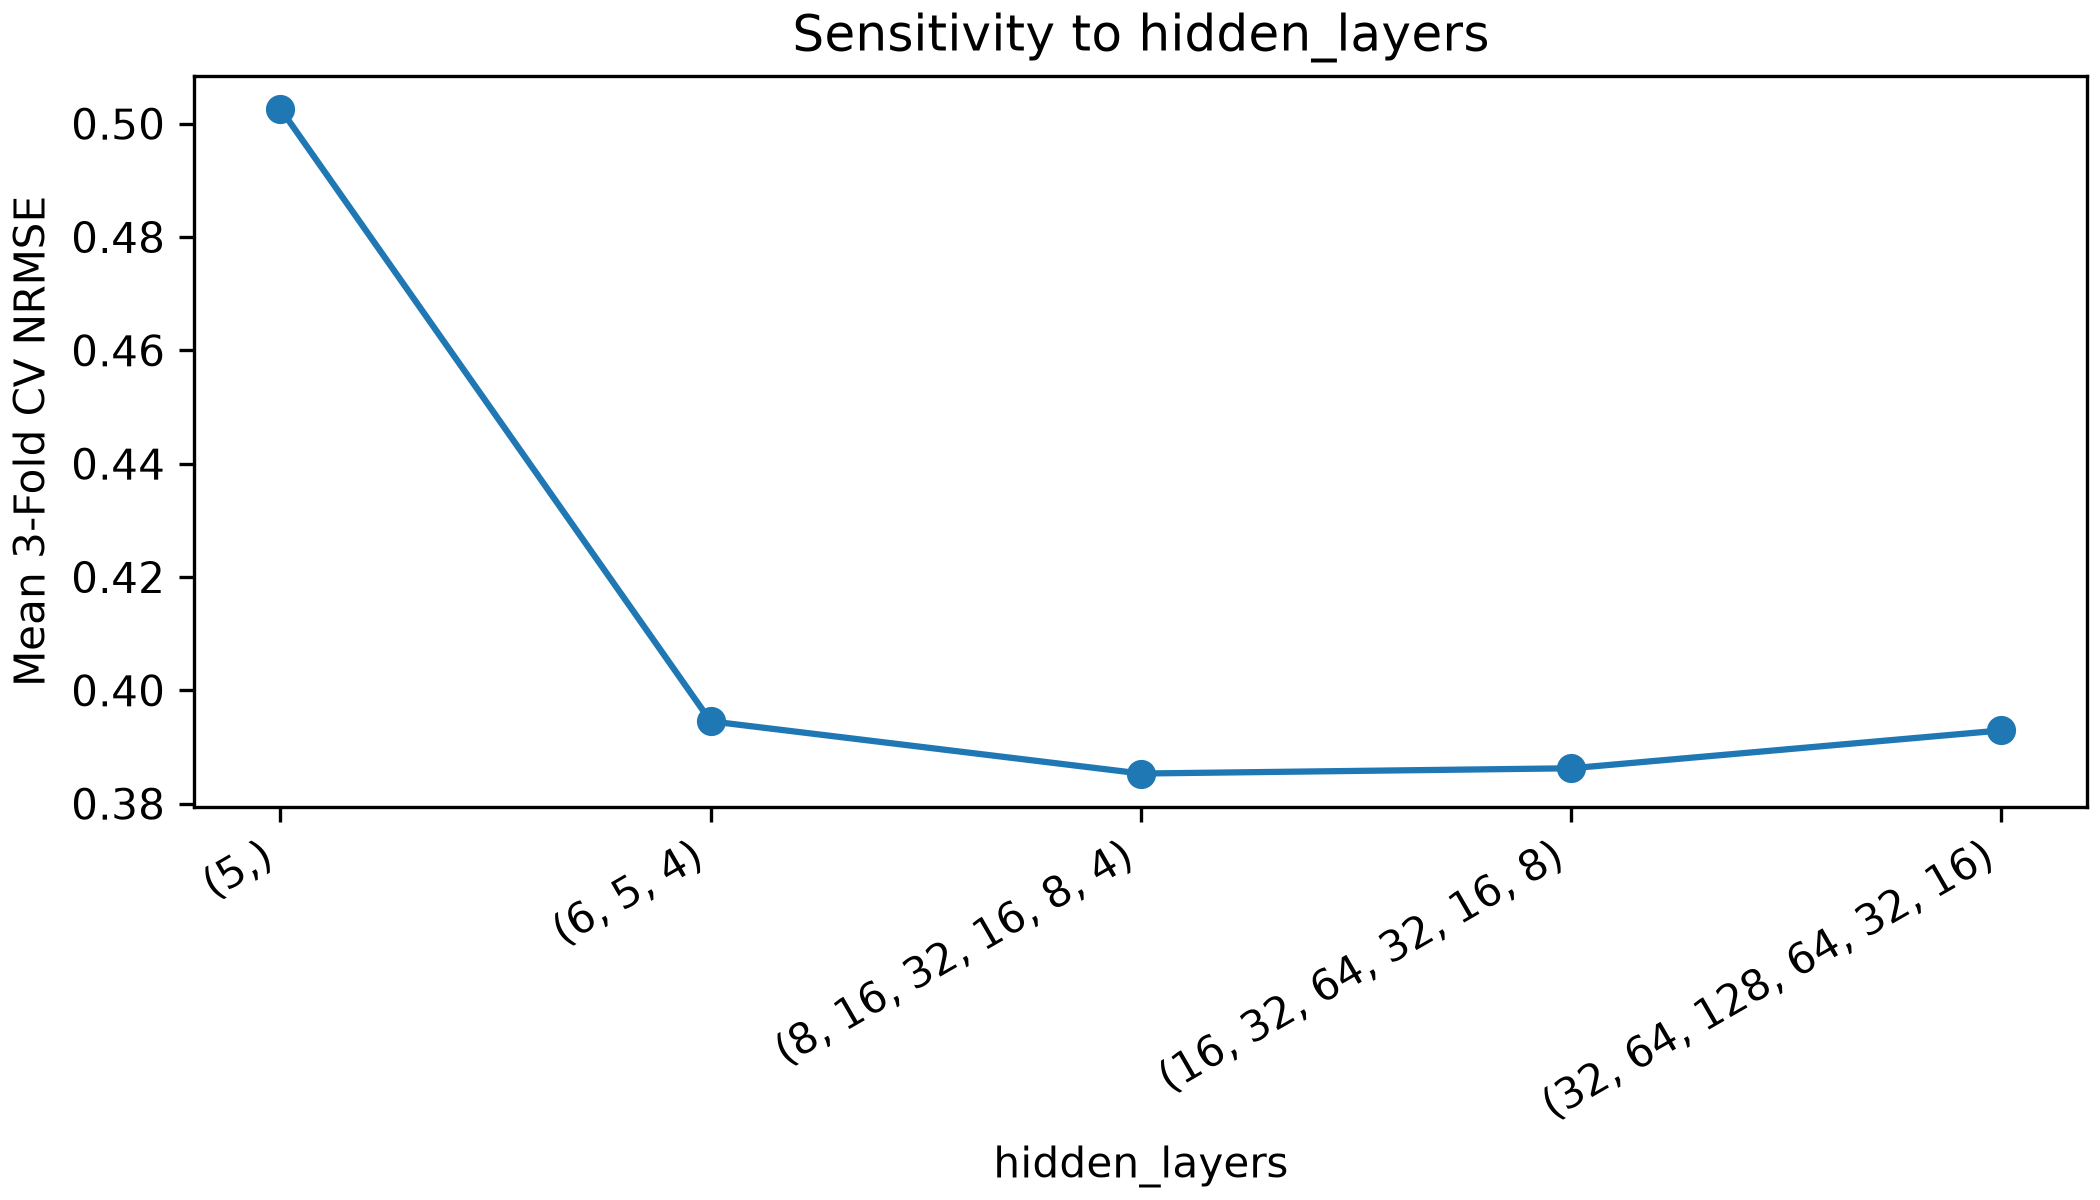 Sensitivity to hidden_layers
Mean 3-Fold CV NRMSE
0.50
0.48
0.46
0.44
0.42
0.40
0.38
(5,)
(6, 5, 4)
(8, 16, 32, 16, 8, 4)
(16, 32, 64, 32, 16, 8)
(32, 64, 128, 64, 32, 16)
hidden_layers